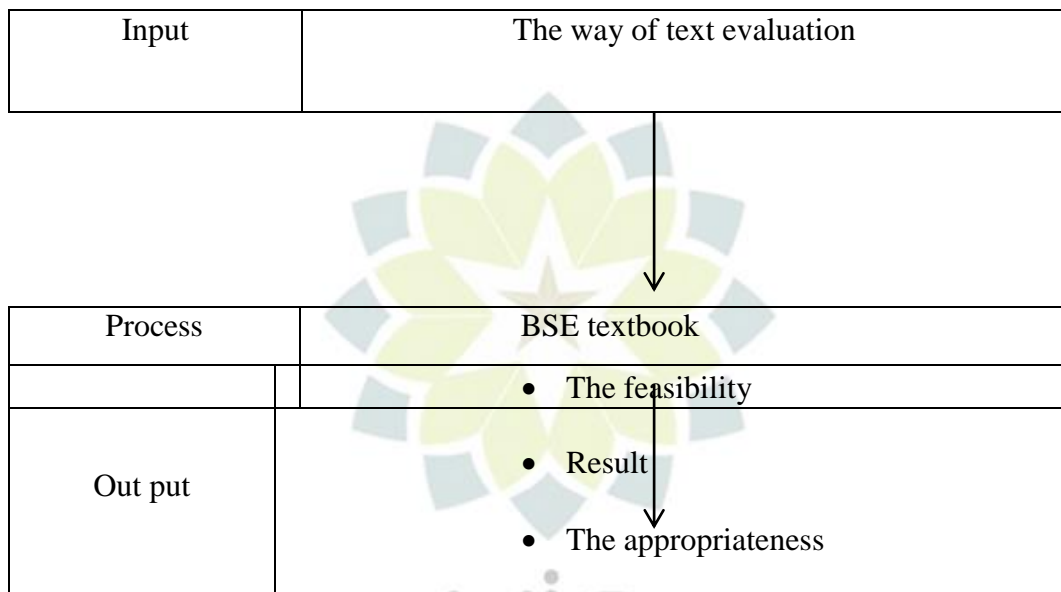 Input The way of text evaluation
Process BSE textbook
• The feasibility
• Result
Out put
• The appropriateness